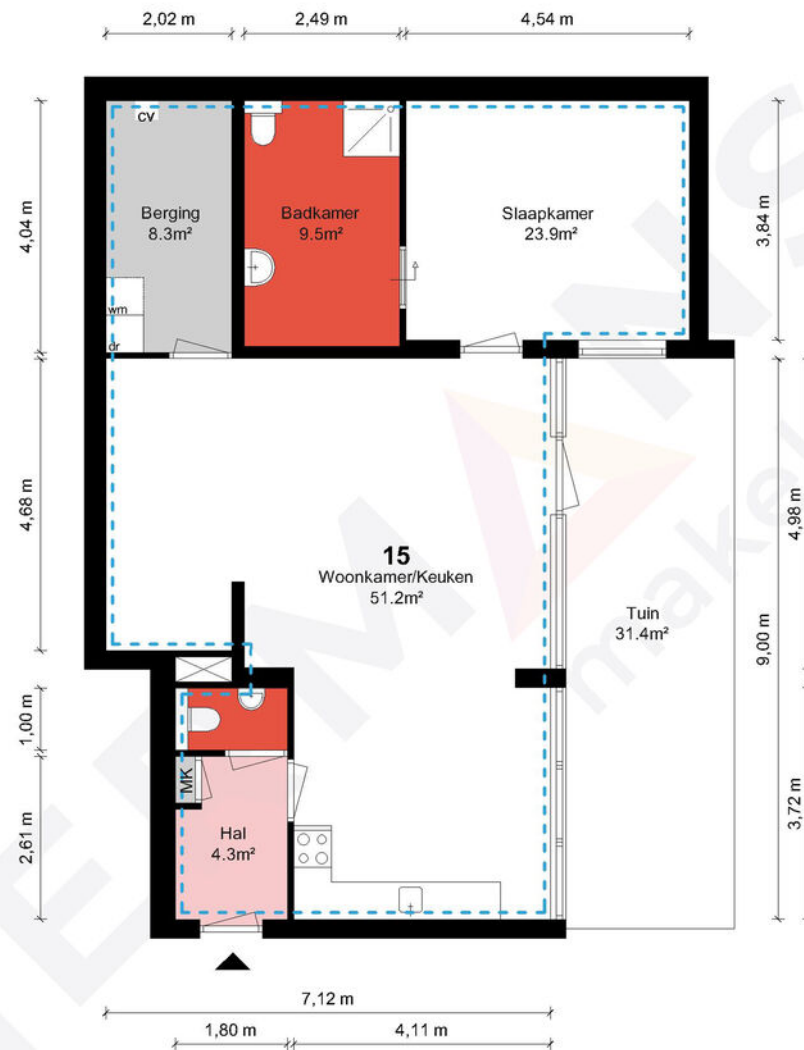 2,02 m
2,49 m
4,54 m
cv
Berging
8.3m²
Badkamer
9.5m²
Slaapkamer
23.9m²
4,04 m
3,84 m
wm
dr
4,68 m
4,98 m
15
Woonkamer/Keuken
51.2m²
Tuin
31.4m²
9,00 m
1,00 m
MK
2,61 m
Hal
4.3m²
3,72 m
7,12 m
1,80 m
4,11 m